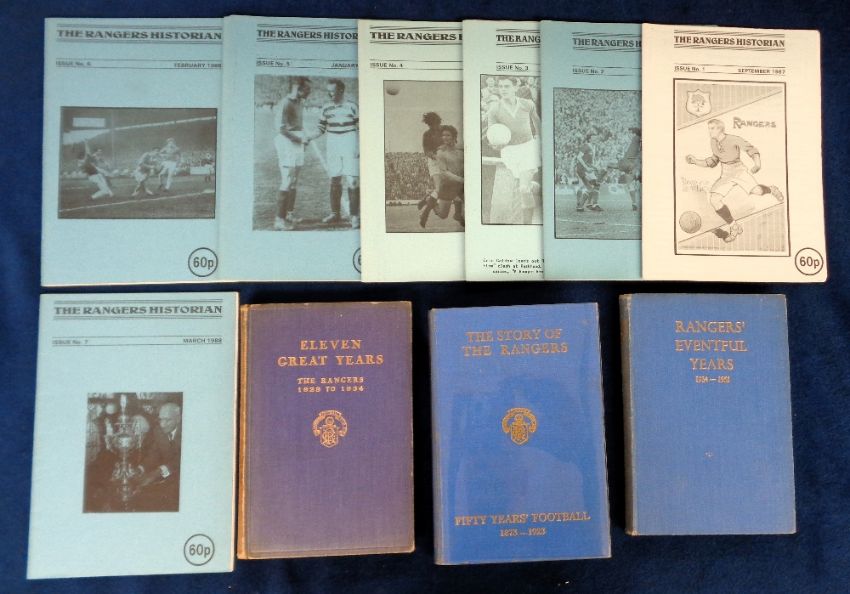 THE RANGERS HISTORIAN
ISSUE No. 6 FEBRUARY 1988
60p
THE RANGERS HISTORIAN
ISSUE No. 5 JANUARY
THE RANGERS HISTORIAN
ISSUE No. 4
THE RANG
ISSUE No. 3
THE RANGERS HISTORIAN
ISSUE No. 2
THE RANGERS HISTORIAN
ISSUE No. 1 SEPTEMBER 1987
RANGERS
60p
THE RANGERS HISTORIAN
ISSUE No. 7 MARCH 1988
60p
ELEVEN
GREAT YEARS
THE RANGERS
1923 TO 1934
THE STORY OF
THE RANGERS
FIFTY YEARS' FOOTBALL
1873-1923
RANGERS'
EVENTFUL
YEARS